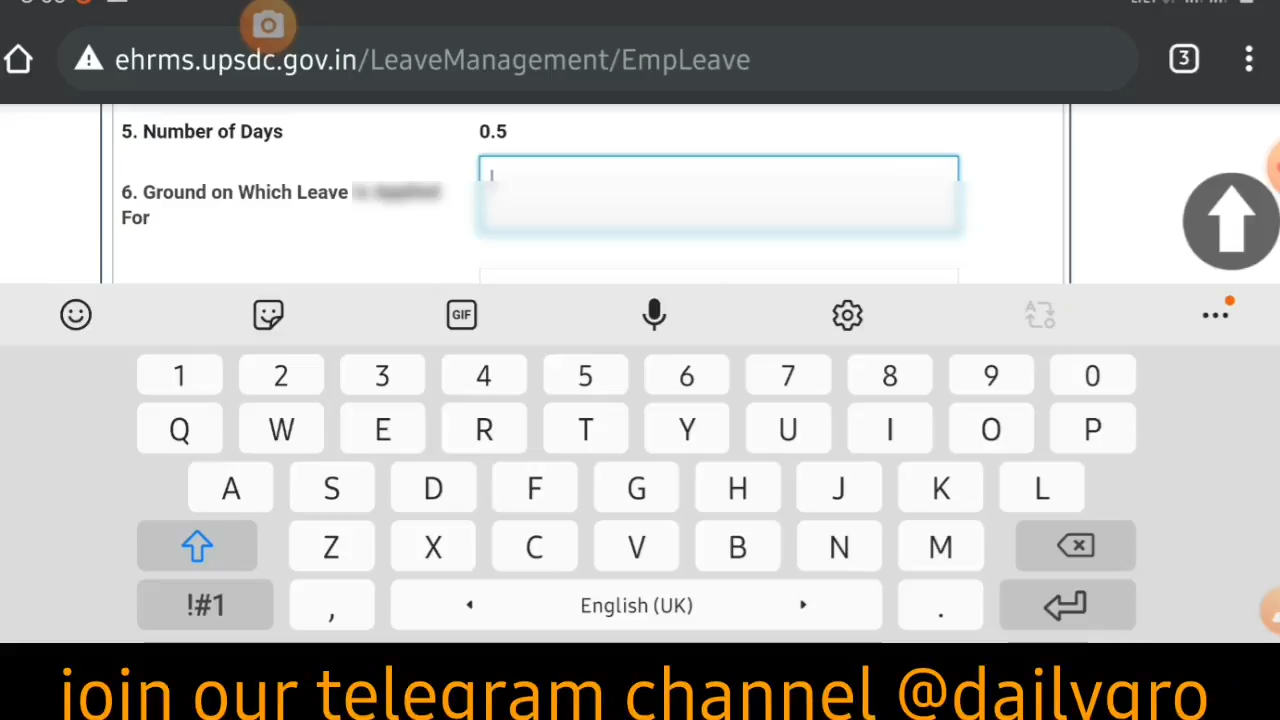 ehrms.upsdc.gov.in/LeaveManagement/EmpLeave
3
5. Number of Days 0.5
6. Ground on Which Leave
For
GIF
1 2 3 4 5 6 7 8 9 0
Q W E R T Y U I O P
A S D F G H J K L
Z X C V B N M
!#1 , English (UK) .
join our telegram channel @dailygro